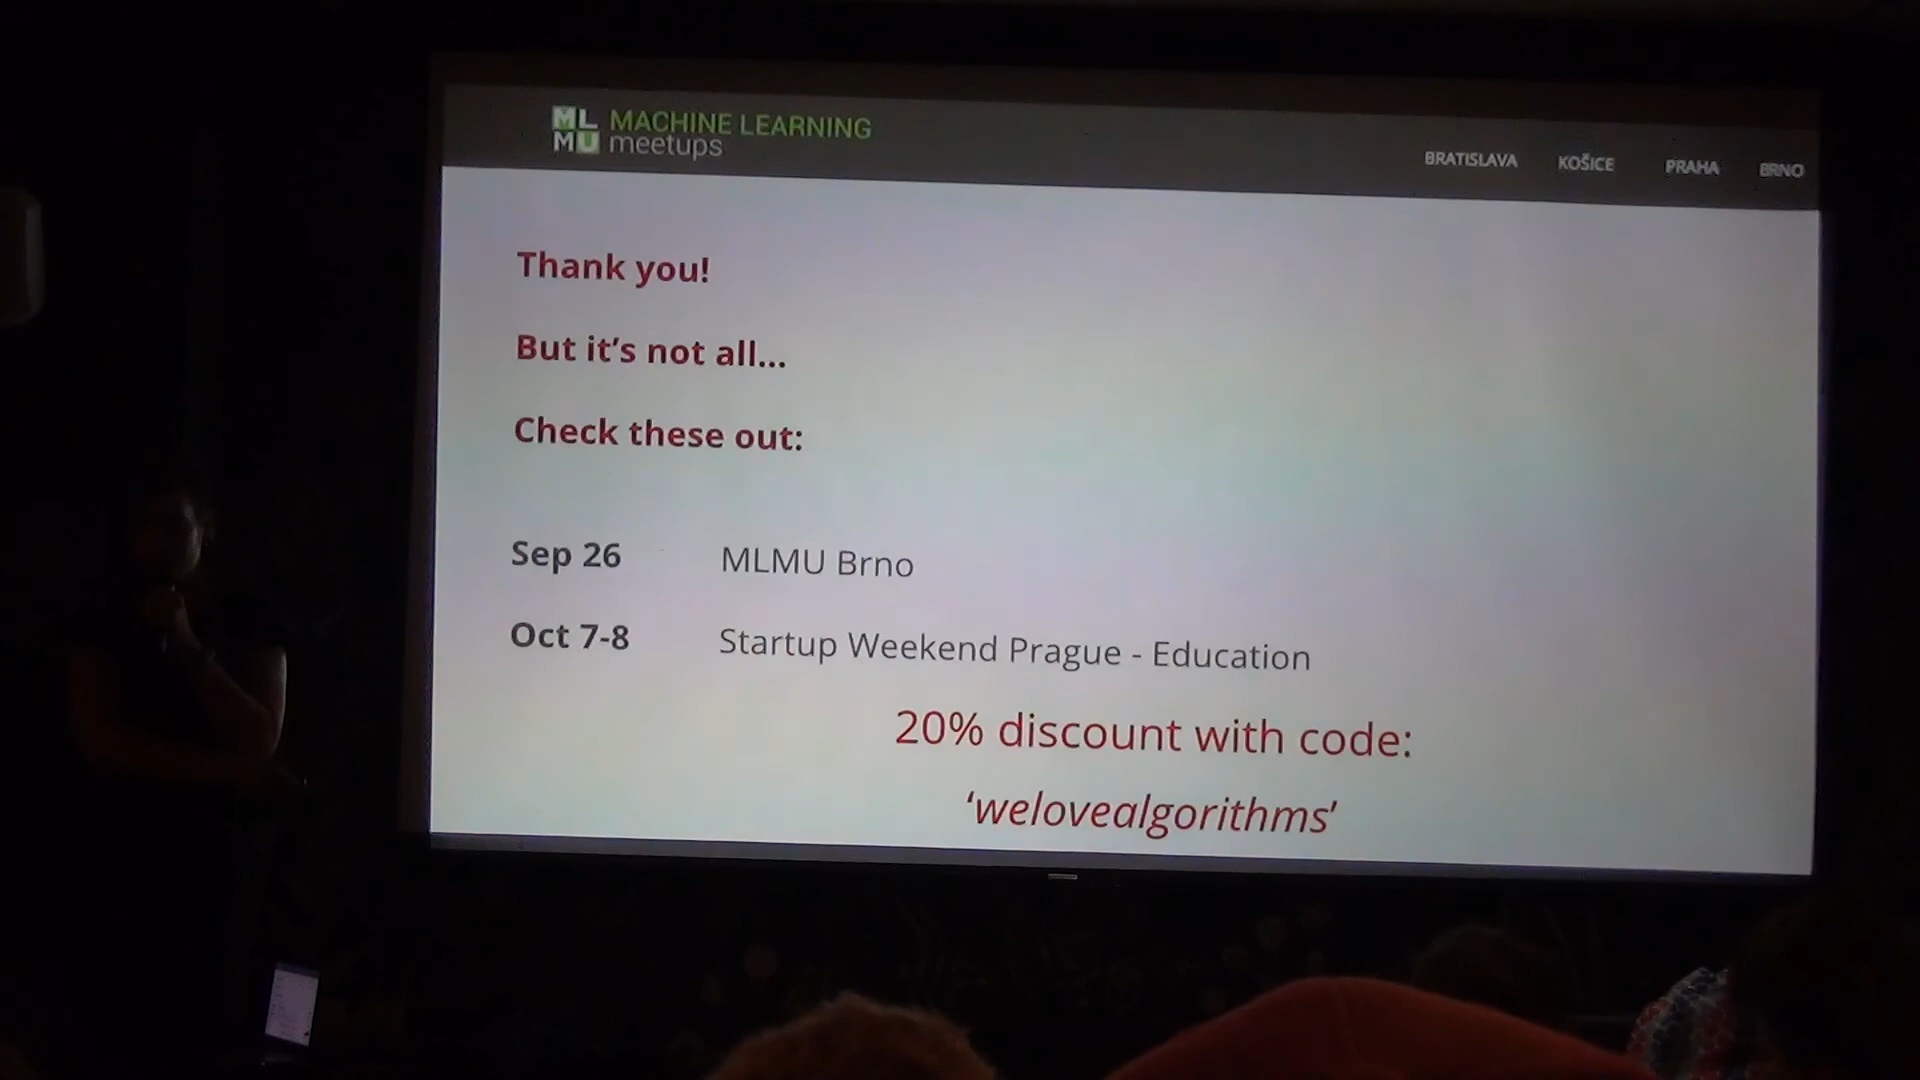 ML
MU
MACHINE LEARNING
meetups
BRATISLAVA KOŠICE PRAHA BRNO
Thank you!
But it's not all...
Check these out:
Sep 26 MLMU Brno
Oct 7-8 Startup Weekend Prague - Education
20% discount with code:
‘welovealgorithms’